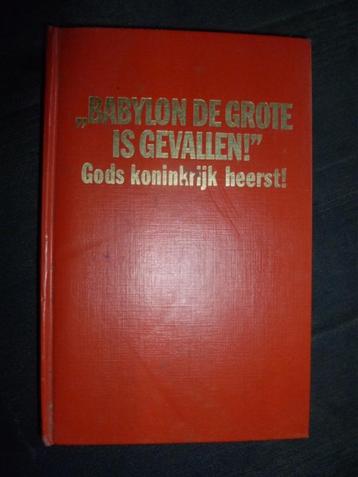 „BABYLON DE GROTE
IS GEVALLEN!”
Gods koninkrijk heerst!